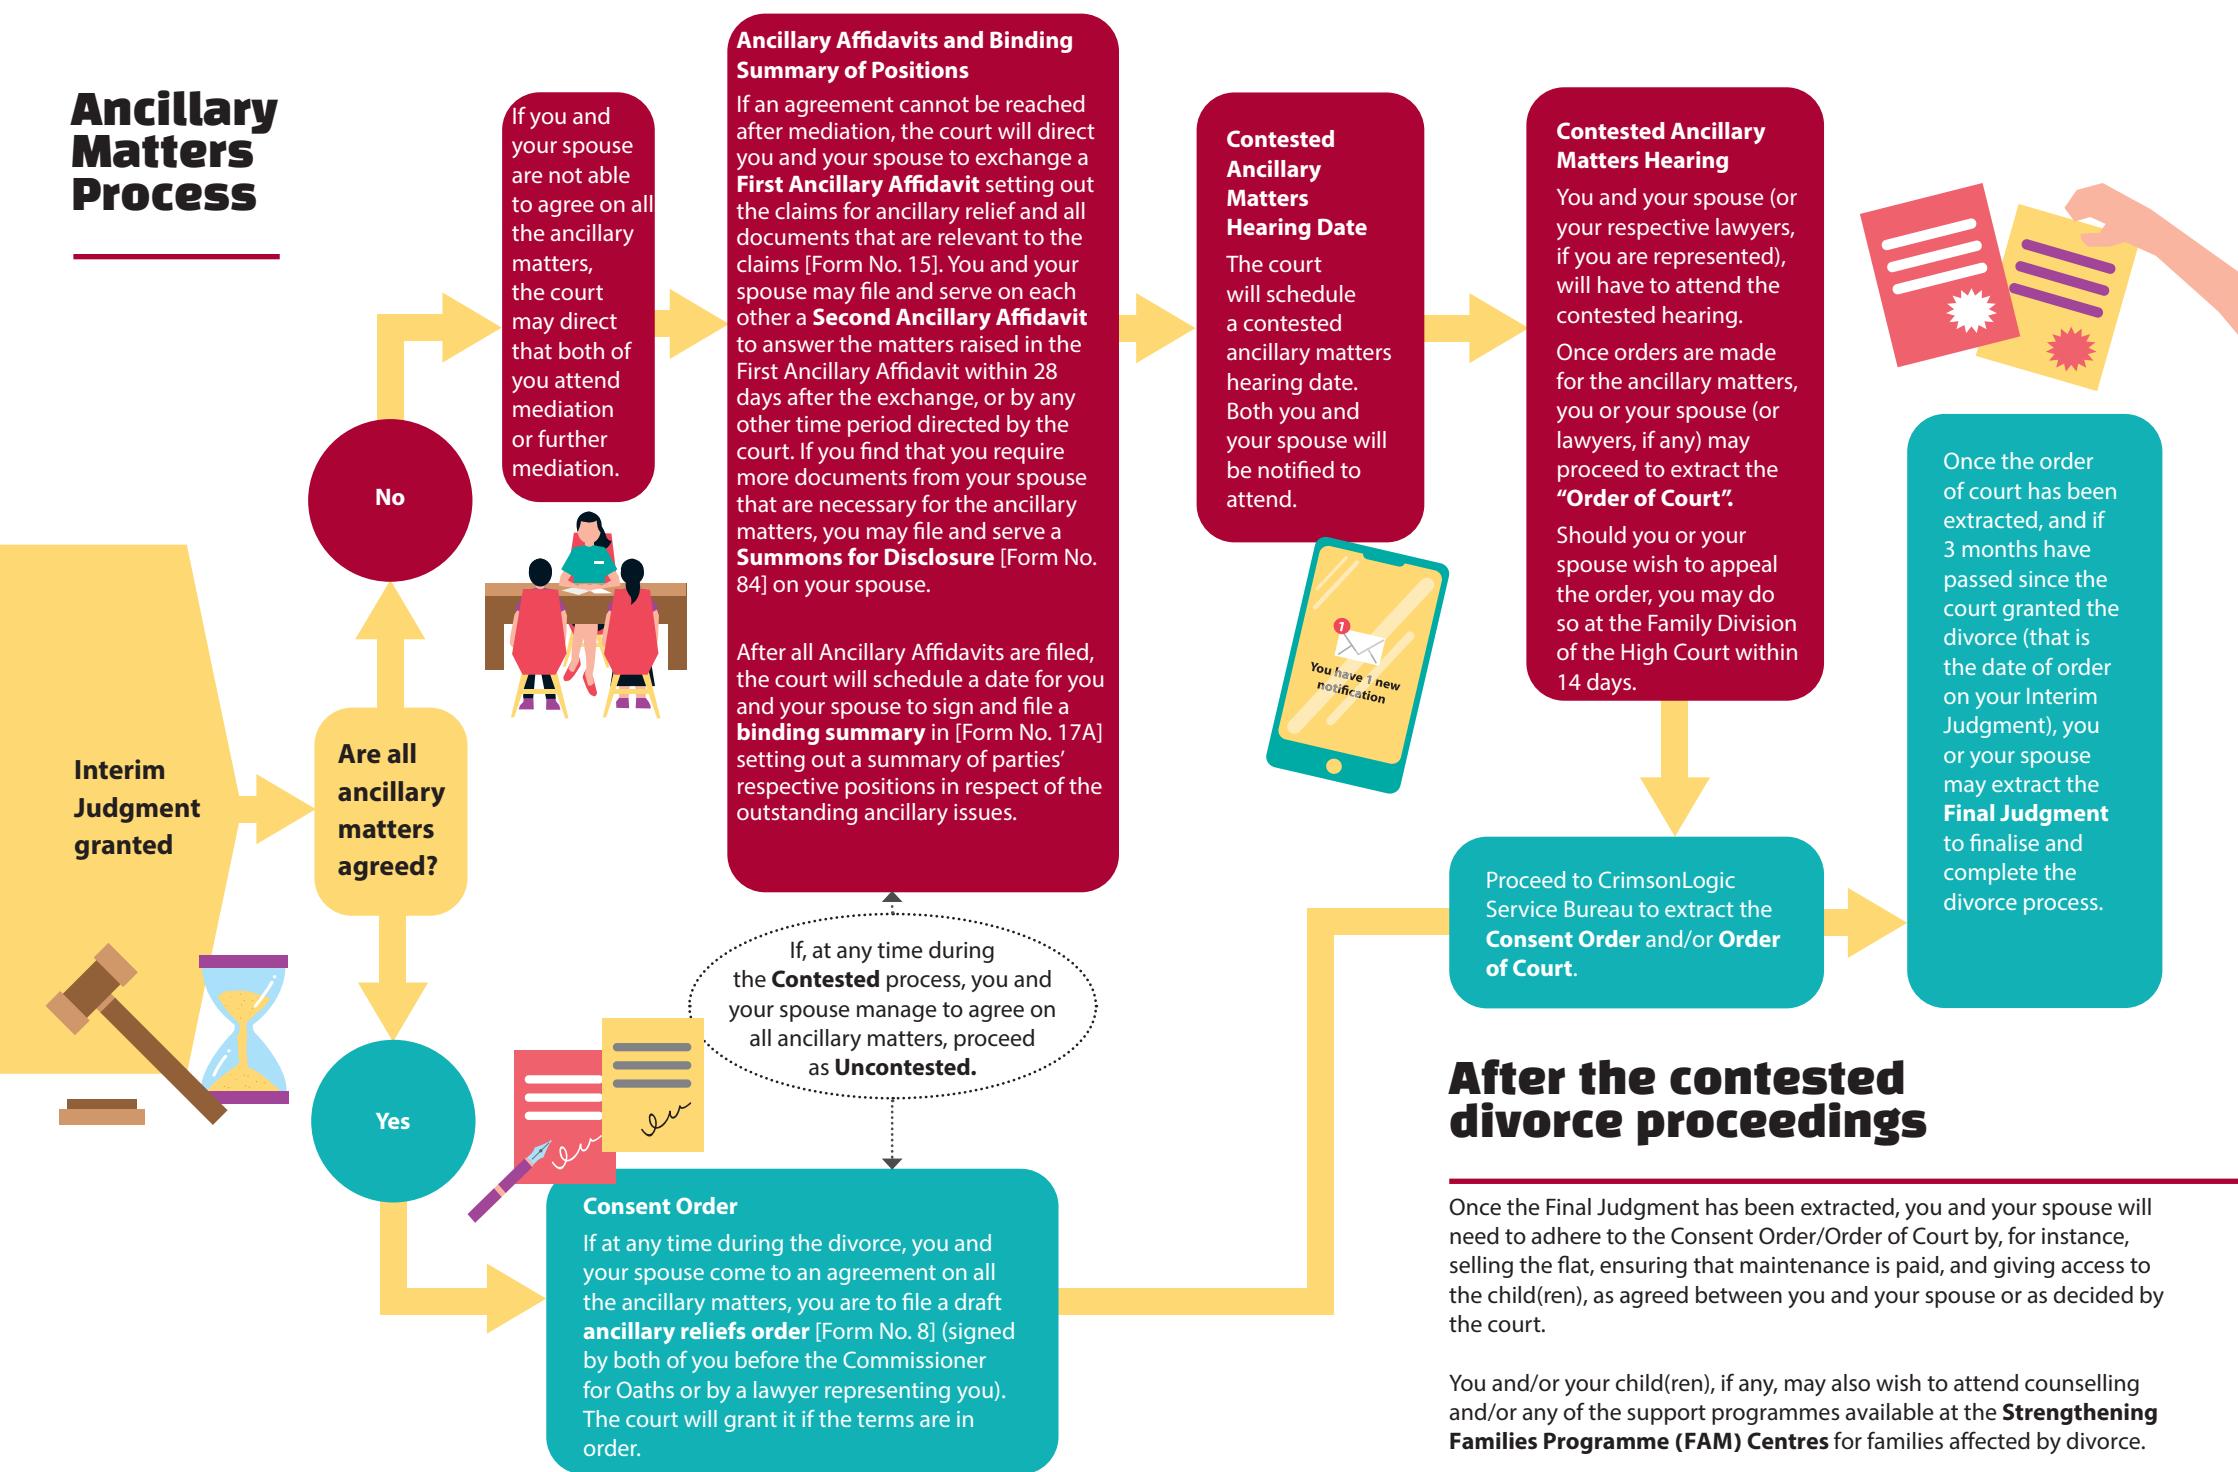 Ancillary
Matters
Process
Interim
Judgment
granted
Are all
ancillary
matters
agreed?
No
If you and
your spouse
are not able
to agree on all
the ancillary
matters,
the court
may direct
that both of
you attend
mediation
or further
mediation.
Ancillary Affidavits and Binding
Summary of Positions
If an agreement cannot be reached
after mediation, the court will direct
you and your spouse to exchange a
First Ancillary Affidavit setting out
the claims for ancillary relief and all
documents that are relevant to the
claims [Form No. 15]. You and your
spouse may file and serve on each
other a Second Ancillary Affidavit
to answer the matters raised in the
First Ancillary Affidavit within 28
days after the exchange, or by any
other time period directed by the
court. If you find that you require
more documents from your spouse
that are necessary for the ancillary
matters, you may file and serve a
Summons for Disclosure [Form No.
84] on your spouse.
After all Ancillary Affidavits are filed,
the court will schedule a date for you
and your spouse to sign and file a
binding summary in [Form No. 17A]
setting out a summary of parties’
respective positions in respect of the
outstanding ancillary issues.
Contested
Ancillary
Matters
Hearing Date
The court
will schedule
a contested
ancillary matters
hearing date.
Both you and
your spouse will
be notified to
attend.
1
You have 1 new
notification
Contested Ancillary
Matters Hearing
You and your spouse (or
your respective lawyers,
if you are represented),
will have to attend the
contested hearing.
Once orders are made
for the ancillary matters,
you or your spouse (or
lawyers, if any) may
proceed to extract the
“Order of Court”.
Should you or your
spouse wish to appeal
the order, you may do
so at the Family Division
of the High Court within
14 days.
If, at any time during
the Contested process, you and
your spouse manage to agree on
all ancillary matters, proceed
as Uncontested.
Yes
Consent Order
If at any time during the divorce, you and
your spouse come to an agreement on all
the ancillary matters, you are to file a draft
ancillary reliefs order [Form No. 8] (signed
by both of you before the Commissioner
for Oaths or by a lawyer representing you).
The court will grant it if the terms are in
order.
Proceed to CrimsonLogic
Service Bureau to extract the
Consent Order and/or Order
of Court.
Once the order
of court has been
extracted, and if
3 months have
passed since the
court granted the
divorce (that is
the date of order
on your Interim
Judgment), you
or your spouse
may extract the
Final Judgment
to finalise and
complete the
divorce process.
After the contested
divorce proceedings
Once the Final Judgment has been extracted, you and your spouse will
need to adhere to the Consent Order/Order of Court by, for instance,
selling the flat, ensuring that maintenance is paid, and giving access to
the child(ren), as agreed between you and your spouse or as decided by
the court.
You and/or your child(ren), if any, may also wish to attend counselling
and/or any of the support programmes available at the Strengthening
Families Programme (FAM) Centres for families affected by divorce.